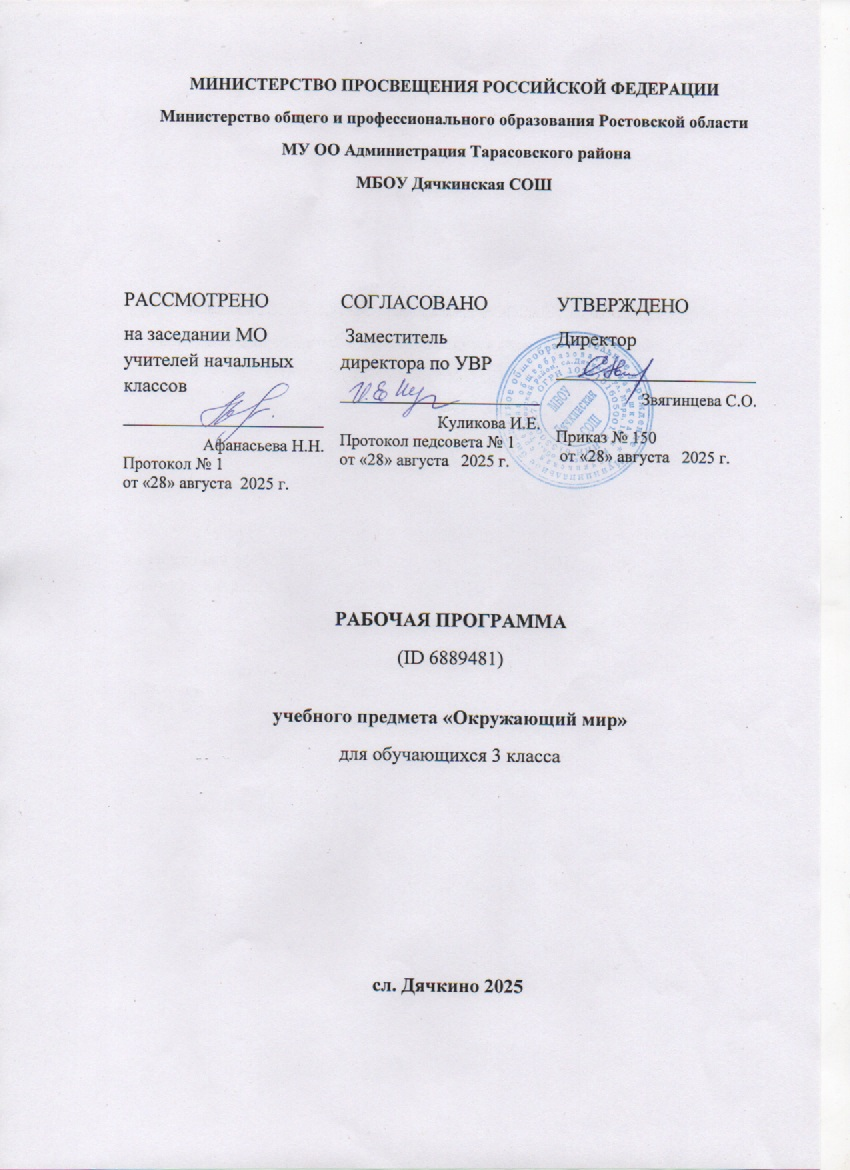 МИНИСТЕРСТВО ПРОСВЕЩЕНИЯ РОССИЙСКОЙ ФЕДЕРАЦИИ
Министерство общего и профессионального образования Ростовской области
МУ ОО Администрация Тарасовского района
МБОУ Дячкинская СОШ
РАССМОТРЕНО
на заседании МО
учителей начальных
классов
Афанасьева Н.Н.
Протокол № 1
от «28» августа 2025 г.
СОГЛАСОВАНО
Заместитель
директора по УВР
Куликова И.Е.
Протокол педсовета № 1
от «28» августа 2025 г.
УТВЕРЖДЕНО
Директор
Звягинцева С.О.
Приказ № 150
от «28» августа 2025 г.
МБОУ
СОШ
РАБОЧАЯ ПРОГРАММА
(ID 6889481)
учебного предмета «Окружающий мир»
для обучающихся 3 класса
сл. Дячкино 2025